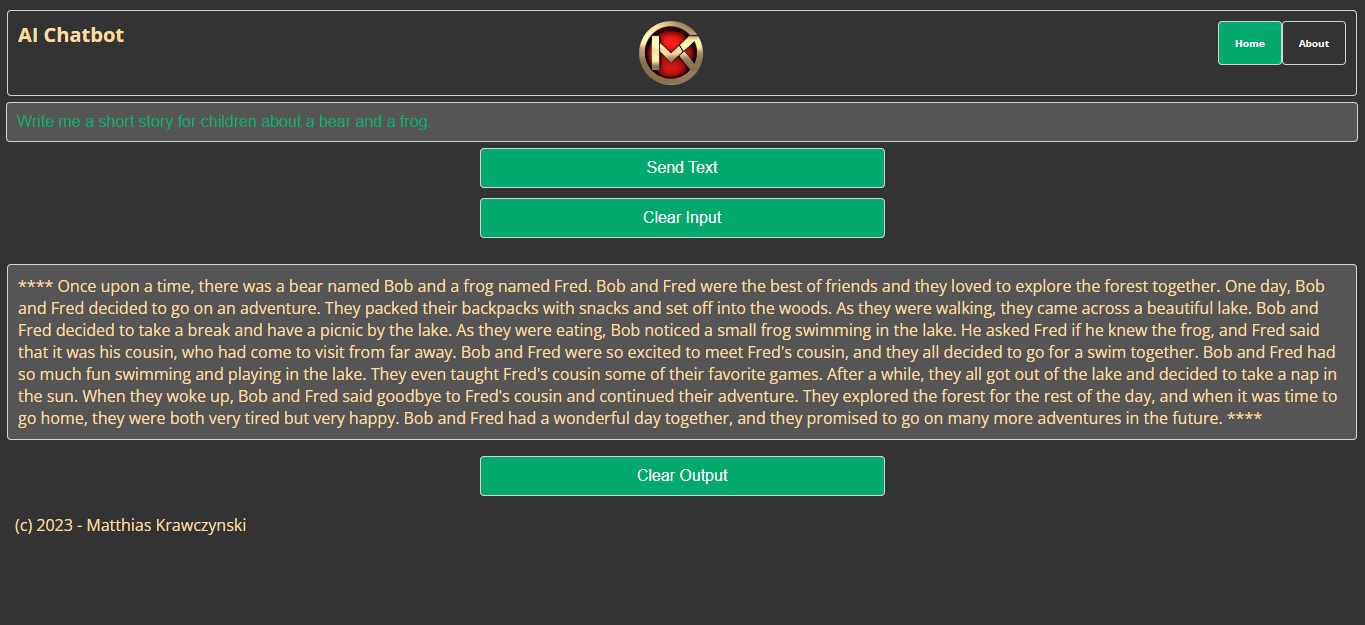 AI Chatbot
Home
About
Write me a short story for children about a bear and a frog.
Send Text
Clear Input
**** Once upon a time, there was a bear named Bob and a frog named Fred. Bob and Fred were the best of friends and they loved to explore the forest together. One day, Bob
and Fred decided to go on an adventure. They packed their backpacks with snacks and set off into the woods. As they were walking, they came across a beautiful lake. Bob and
Fred decided to take a break and have a picnic by the lake. As they were eating, Bob noticed a small frog swimming in the lake. He asked Fred if he knew the frog, and Fred said
that it was his cousin, who had come to visit from far away. Bob and Fred were so excited to meet Fred's cousin, and they all decided to go for a swim together. Bob and Fred had
so much fun swimming and playing in the lake. They even taught Fred's cousin some of their favorite games. After a while, they all got out of the lake and decided to take a nap in
the sun. When they woke up, Bob and Fred said goodbye to Fred's cousin and continued their adventure. They explored the forest for the rest of the day, and when it was time to
go home, they were both very tired but very happy. Bob and Fred had a wonderful day together, and they promised to go on many more adventures in the future. ****
Clear Output
(c) 2023 - Matthias Krawczynski